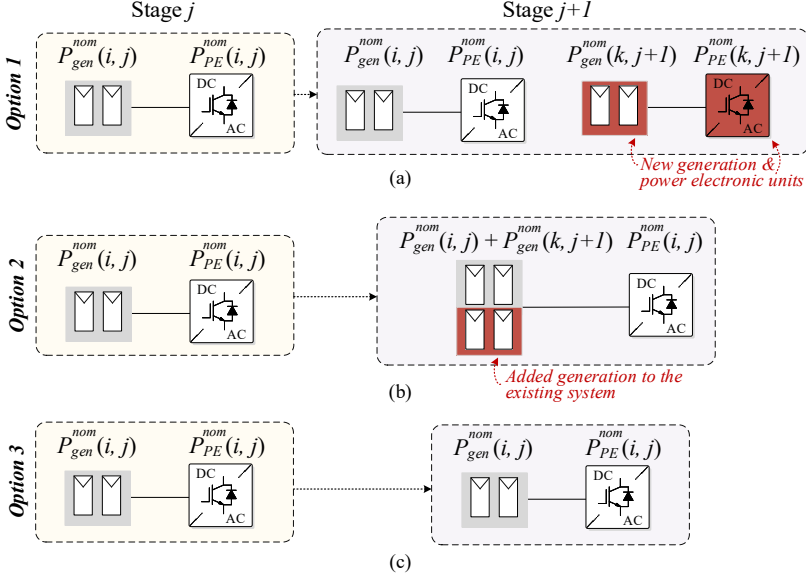 Stage j Stage j+1
Option 1
P_gen^nom(i, j) P_PE^nom(i, j) P_gen^nom(i, j) P_PE^nom(i, j) P_gen^nom(k, j+1) P_PE^nom(k, j+1)
DC DC DC
AC AC AC
New generation &
power electronic units
(a)
Option 2
P_gen^nom(i, j) P_PE^nom(i, j) P_gen^nom(i, j) + P_gen^nom(k, j+1) P_PE^nom(i, j)
DC DC
AC AC
Added generation to the
existing system
(b)
Option 3
P_gen^nom(i, j) P_PE^nom(i, j) P_gen^nom(i, j) P_PE^nom(i, j)
DC DC
AC AC
(c)